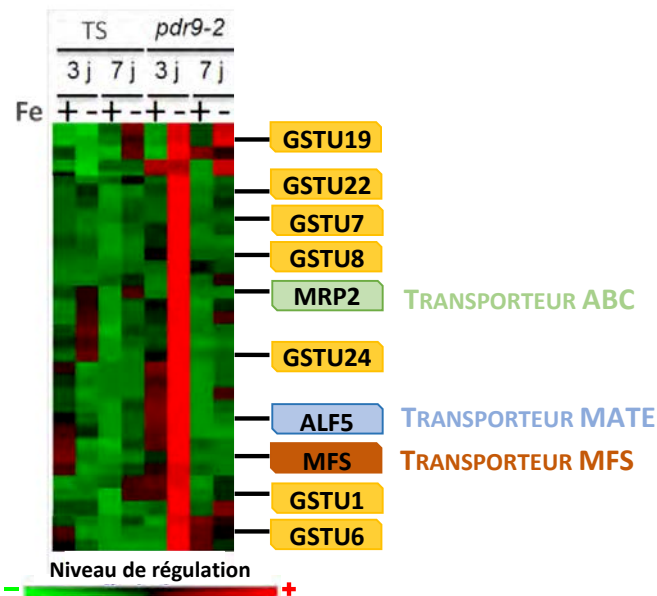 TS pdr9-2
3 j 7 j 3 j 7 j
Fe + - + - + - + -
GSTU19
GSTU22
GSTU7
GSTU8
MRP2 TRANSPORTEUR ABC
GSTU24
ALF5 TRANSPORTEUR MATE
MFS TRANSPORTEUR MFS
GSTU1
GSTU6
Niveau de régulation
- +